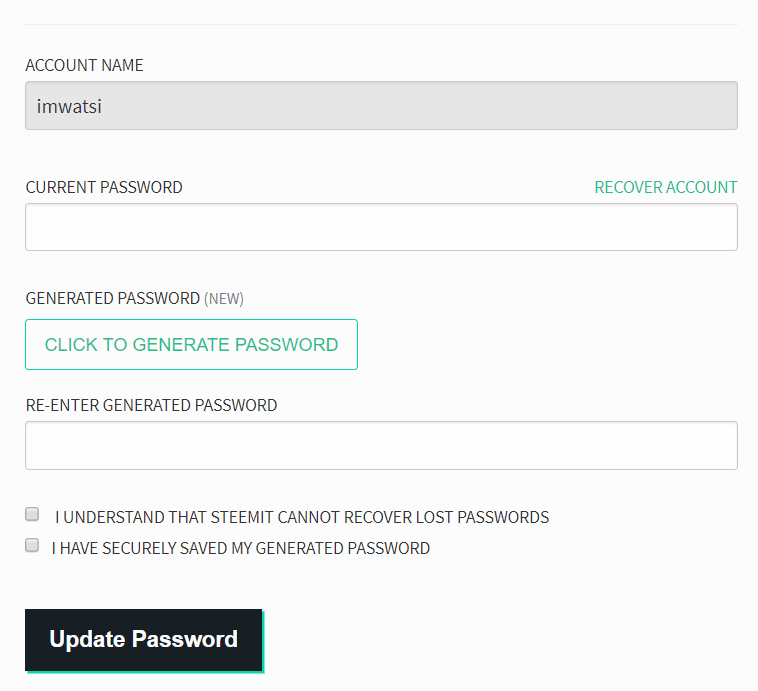 ACCOUNT NAME
imwatsi
CURRENT PASSWORD RECOVER ACCOUNT
GENERATED PASSWORD (NEW)
CLICK TO GENERATE PASSWORD
RE-ENTER GENERATED PASSWORD
I UNDERSTAND THAT STEEMIT CANNOT RECOVER LOST PASSWORDS
I HAVE SECURELY SAVED MY GENERATED PASSWORD
Update Password